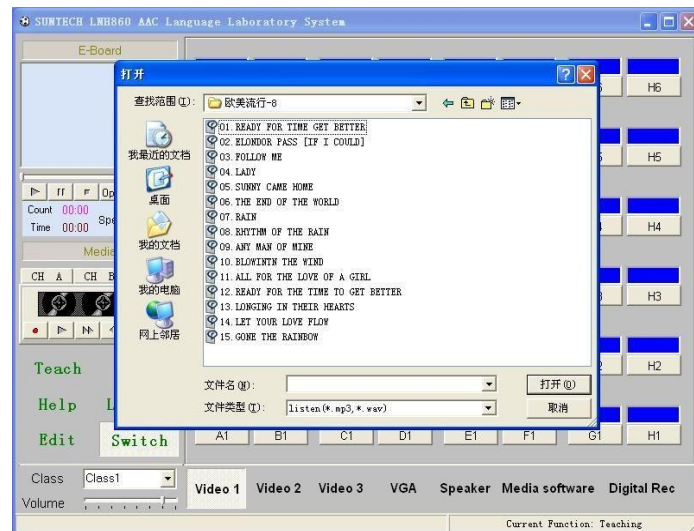 SUNTECH LNH860 AAC Language Laboratory System
E-Board
打开
查找范围(I):
欧美流行-8
我最近的文档
桌面
我的文档
我的电脑
网上邻居
01. READY FOR TIME GET BETTER
02. ELONDOR PASS [IF I COULD]
03. FOLLOW ME
04. LADY
05. SUNNY CAME HOME
06. THE END OF THE WORLD
07. RAIN
08. RHYTHM OF THE RAIN
09. ANY MAN OF MINE
10. BLOWINTN THE WIND
11. ALL FOR THE LOVE OF A GIRL
12. READY FOR THE TIME TO GET BETTER
13. LONGING IN THEIR HEARTS
14. LET YOUR LOVE FLOW
15. GONE THE RAINBOW
文件名(N):
打开(O)
文件类型(T):
listen(*.mp3,*.wav)
取消
Count 00:00
Time 00:00
CH A
CH B
Teach
Help
Edit
Switch
H6
H5
H4
H3
H2
A1 B1 C1 D1 E1 F1 G1 H1
Class Class1
Volume
Video 1 Video 2 Video 3 VGA Speaker Media software Digital Rec
Current Function: Teaching